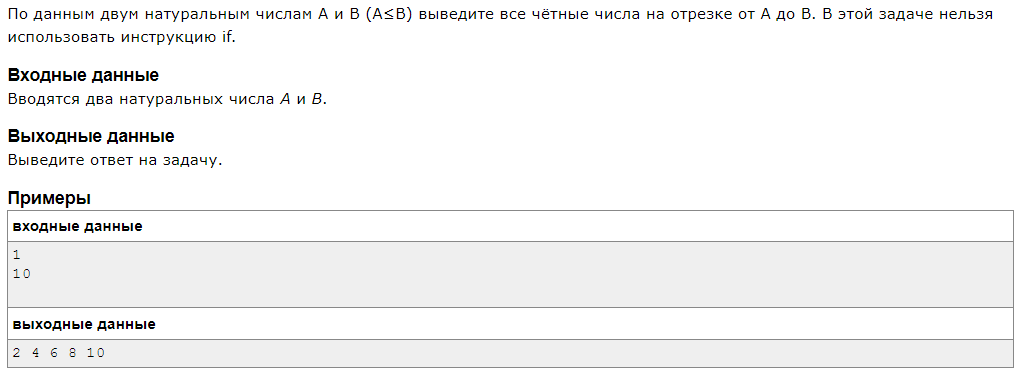 По данным двум натуральным числам A и B (A≤B) выведите все чётные числа на отрезке от A до B. В этой задаче нельзя
использовать инструкцию if.
Входные данные
Вводятся два натуральных числа A и B.
Выходные данные
Выведите ответ на задачу.
Примеры
входные данные
1
10
выходные данные
2 4 6 8 10